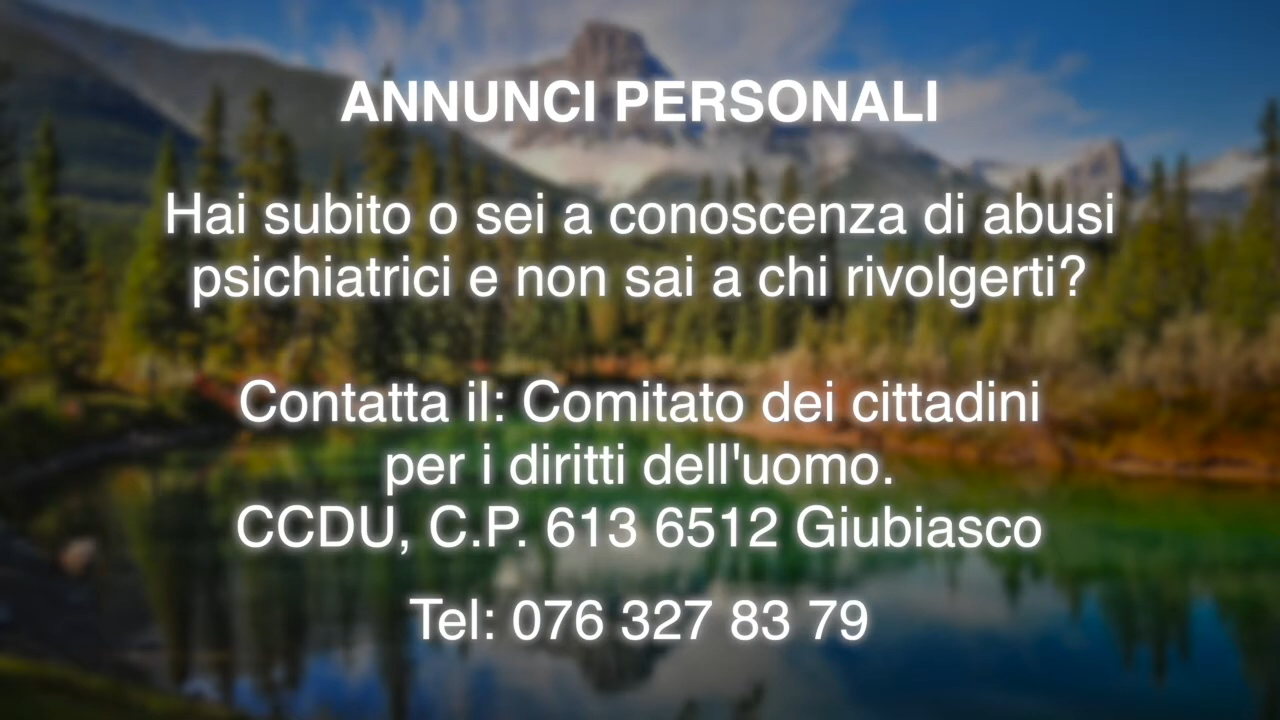 ANNUNCI PERSONALI
Hai subito o sei a conoscenza di abusi
psichiatrici e non sai a chi rivolgerti?
Contatta il: Comitato dei cittadini
per i diritti dell'uomo.
CCDU, C.P. 613 6512 Giubiasco
Tel: 076 327 83 79